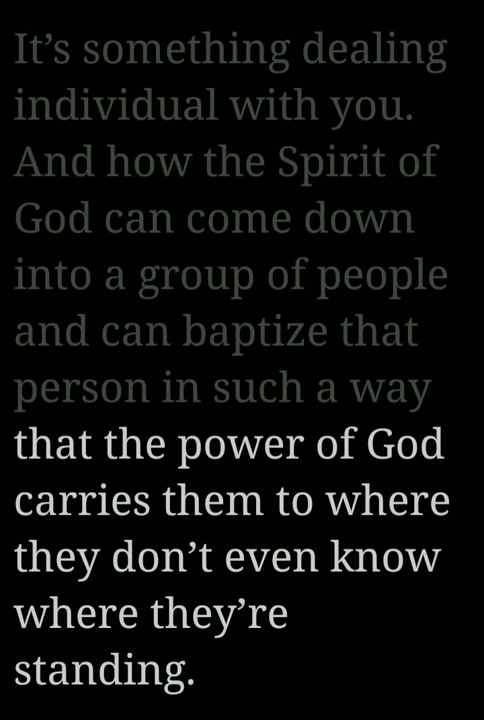 It’s something dealing
individual with you.
And how the Spirit of
God can come down
into a group of people
and can baptize that
person in such a way
that the power of God
carries them to where
they don’t even know
where they’re
standing.